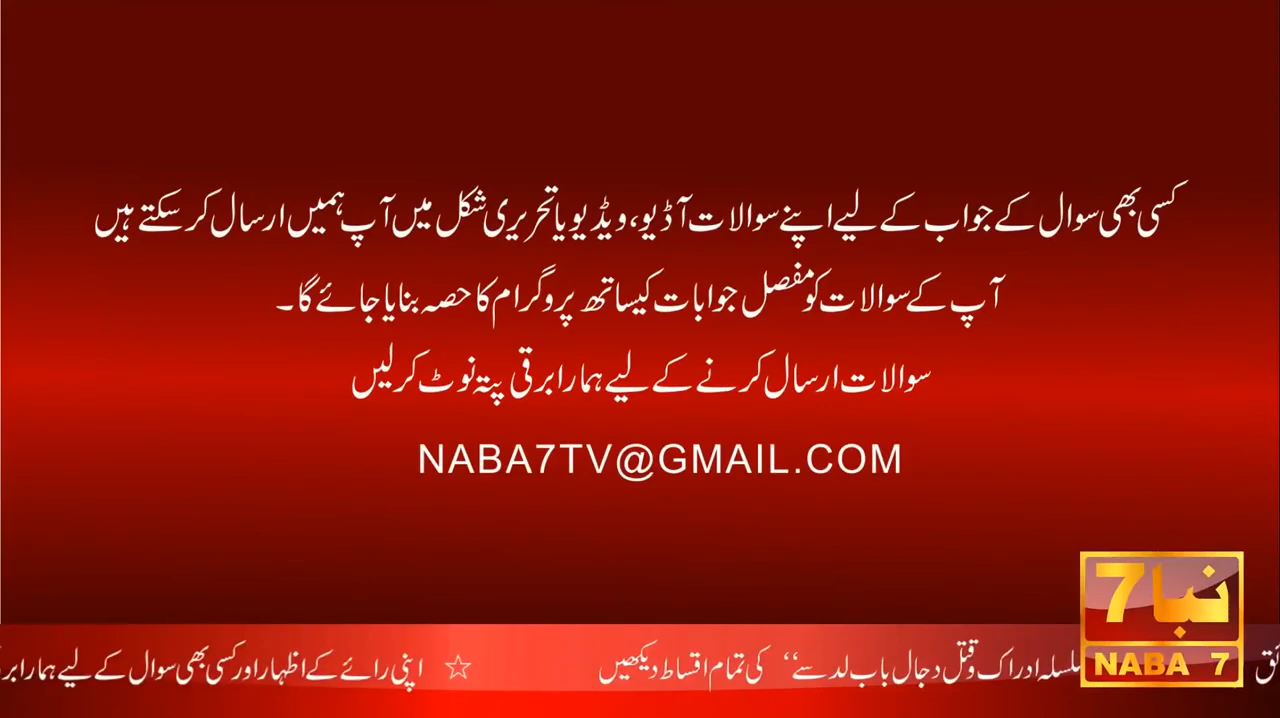 کسی بھی سوال کے جواب کے لیے اپنے سوالات آڈیو، ویڈیو یا تحریری شکل میں آپ ہمیں ارسال کر سکتے ہیں
آپ کے سوالات کو مفصل جوابات کیساتھ پروگرام کا حصہ بنایا جائے گا۔
سوالات ارسال کرنے کے لیے ہمارا برقی پتہ نوٹ کر لیں
NABA7TV@GMAIL.COM
نبا 7
NABA 7
ادراک و قتل دجال باب لد سے‘‘ کی تمام اقساط دیکھیں ☆ اپنی رائے کے اظہار اور کسی بھی سوال کے لیے ہمارا